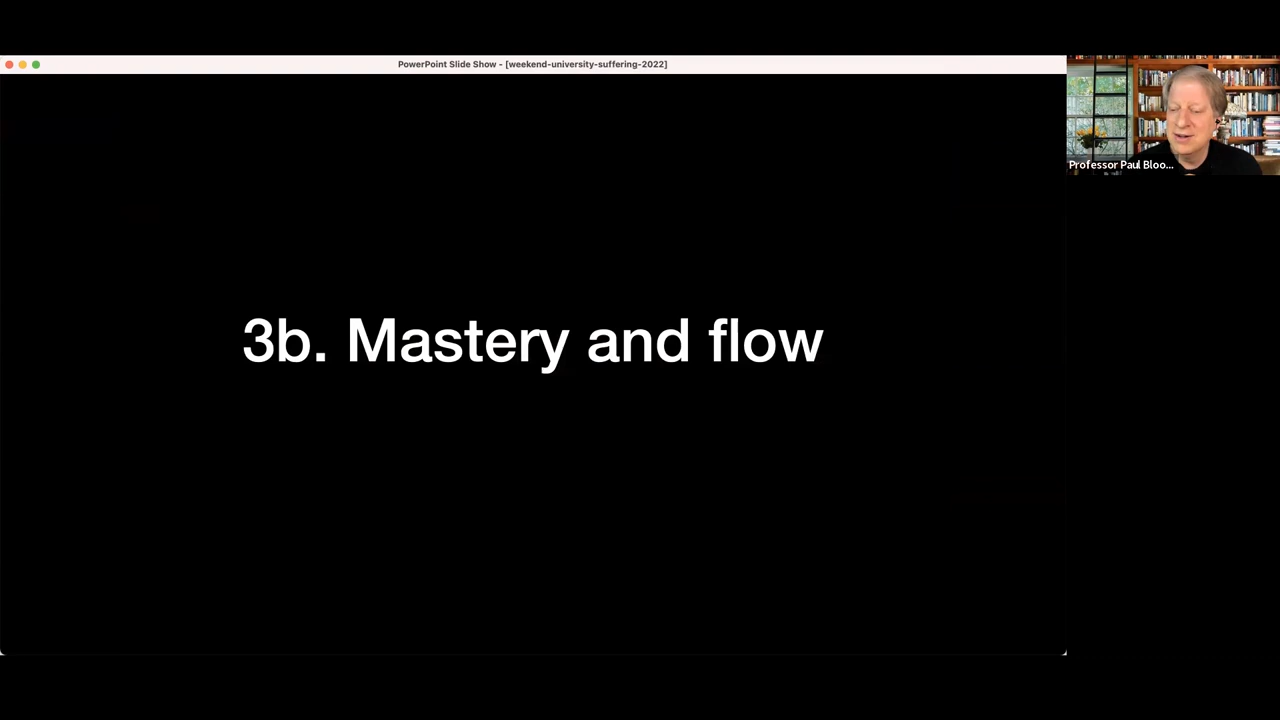 PowerPoint Slide Show - [weekend-university-suffering-2022]
Professor Paul Bloo...
3b. Mastery and flow